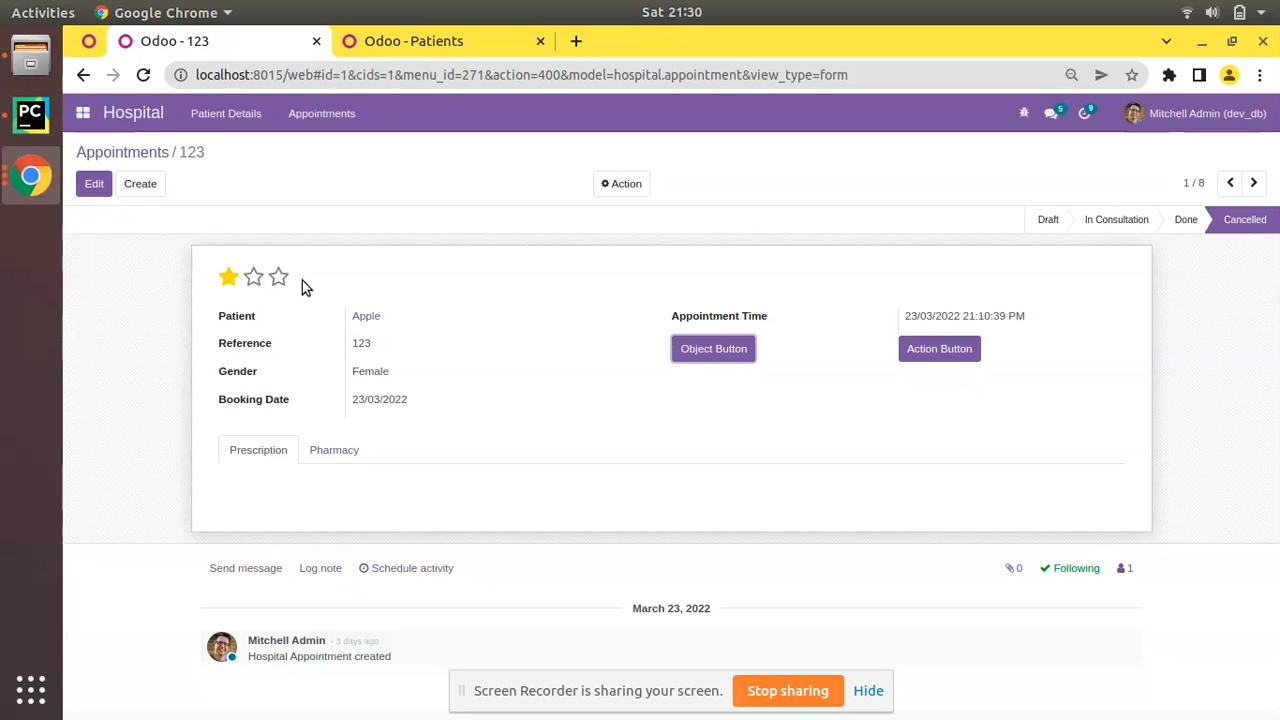 Activities Google Chrome Sat 21:30
Odoo - 123 Odoo - Patients
localhost:8015/web#id=1&cids=1&menu_id=271&action=400&model=hospital.appointment&view_type=form
PC
Hospital Patient Details Appointments 5 9 Mitchell Admin (dev_db)
Appointments / 123
Edit Create Action 1 / 8
Draft In Consultation Done Cancelled
Patient Apple Appointment Time 23/03/2022 21:10:39 PM
Reference 123 Object Button Action Button
Gender Female
Booking Date 23/03/2022
Prescription Pharmacy
Send message Log note Schedule activity 0 Following 1
March 23, 2022
Mitchell Admin - 3 days ago
Hospital Appointment created
Screen Recorder is sharing your screen. Stop sharing Hide